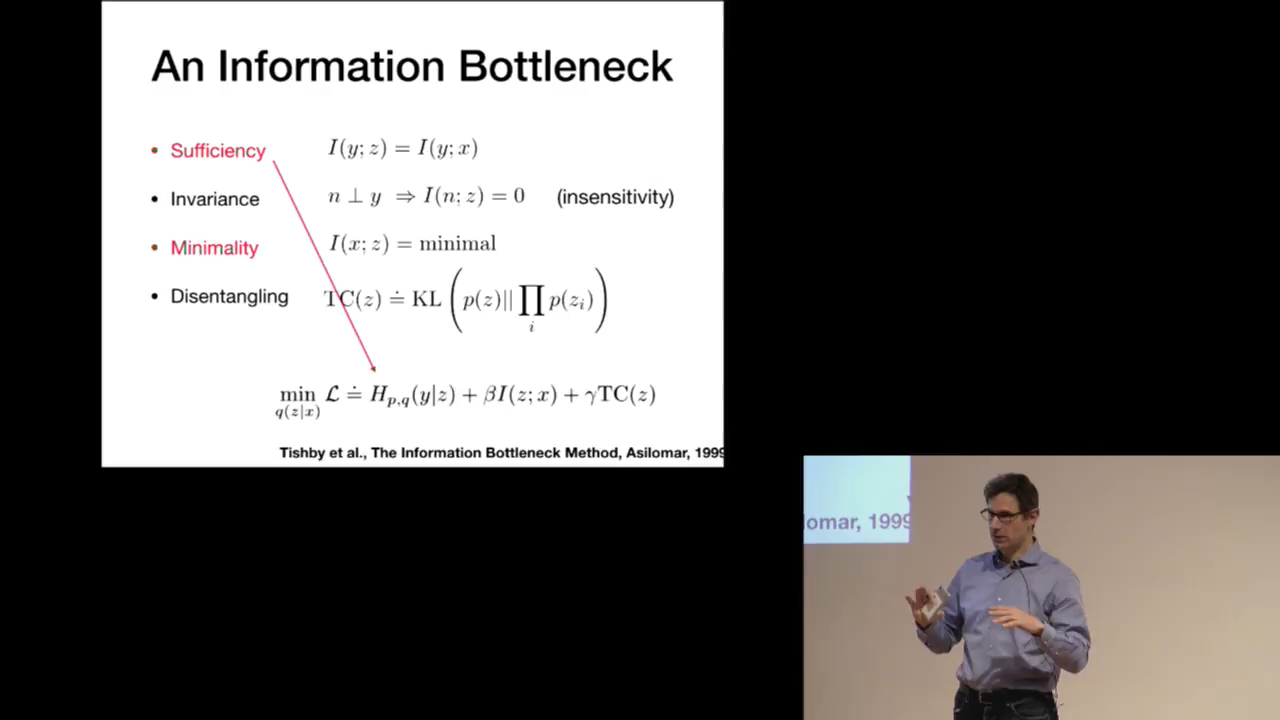 An Information Bottleneck
• Sufficiency I(y; z) = I(y; x)
• Invariance n ⊥ y ⇒ I(n; z) = 0 (insensitivity)
• Minimality I(x; z) = minimal
• Disentangling TC(z) ≐ KL ( p(z)|| ∏_i p(z_i) )
min_{q(z|x)} ℒ ≐ H_{p,q}(y|z) + βI(z; x) + γTC(z)
Tishby et al., The Information Bottleneck Method, Asilomar, 1999
lomar, 1999